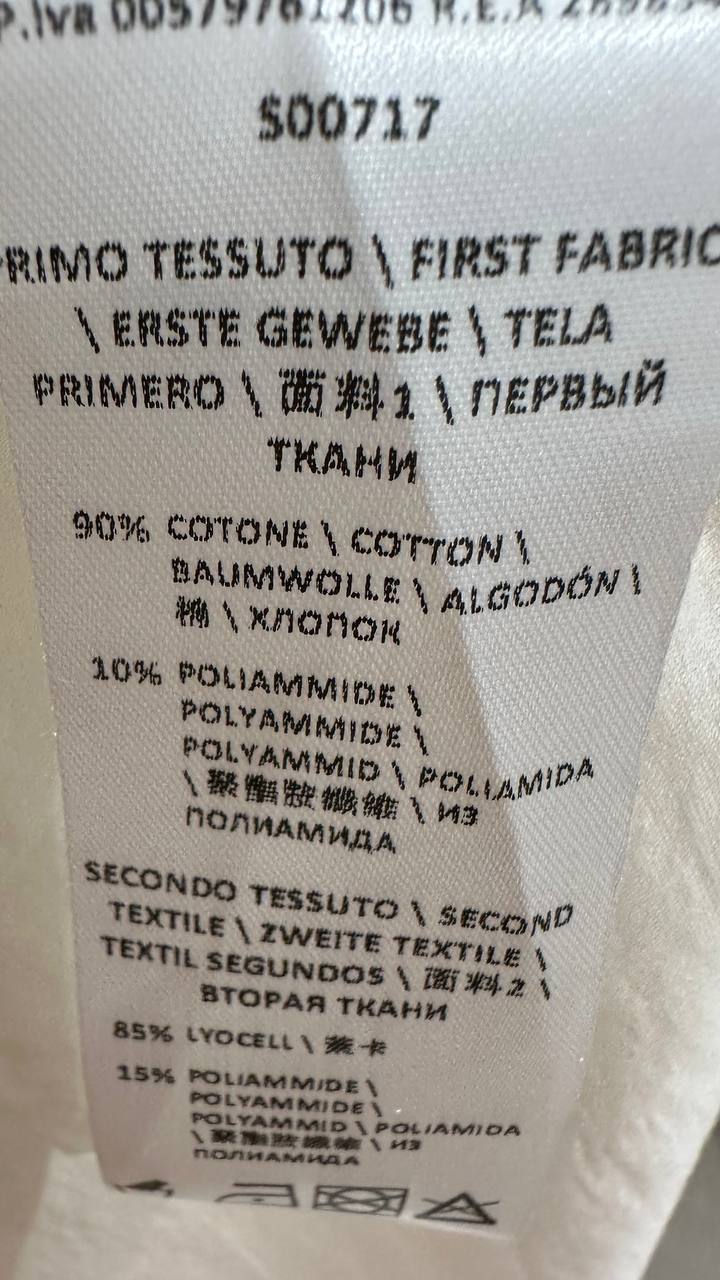 S00717
PRIMO TESSUTO \ FIRST FABRIC
\ ERSTE GEWEBE \ TELA
PRIMERO \ 面料1 \ ПЕРВЫЙ
ТКАНИ
90% COTONE \ COTTON \
BAUMWOLLE \ ALGODÓN \
棉 \ ХЛОПОК
10% POLIAMMIDE \
POLYAMMIDE \
POLYAMMID \ POLIAMIDA
\ 聚酰胺纖維 \ ИЗ
ПОЛИАМИДА
SECONDO TESSUTO \ SECOND
TEXTILE \ ZWEITE TEXTILE \
TEXTIL SEGUNDOS \ 面料2 \
ВТОРАЯ ТКАНИ
85% LYOCELL \ 莱卡
15% POLIAMMIDE \
POLYAMMIDE \
POLYAMMID \ POLIAMIDA
\ 聚酰胺纖維 \ ИЗ
ПОЛИАМИДА